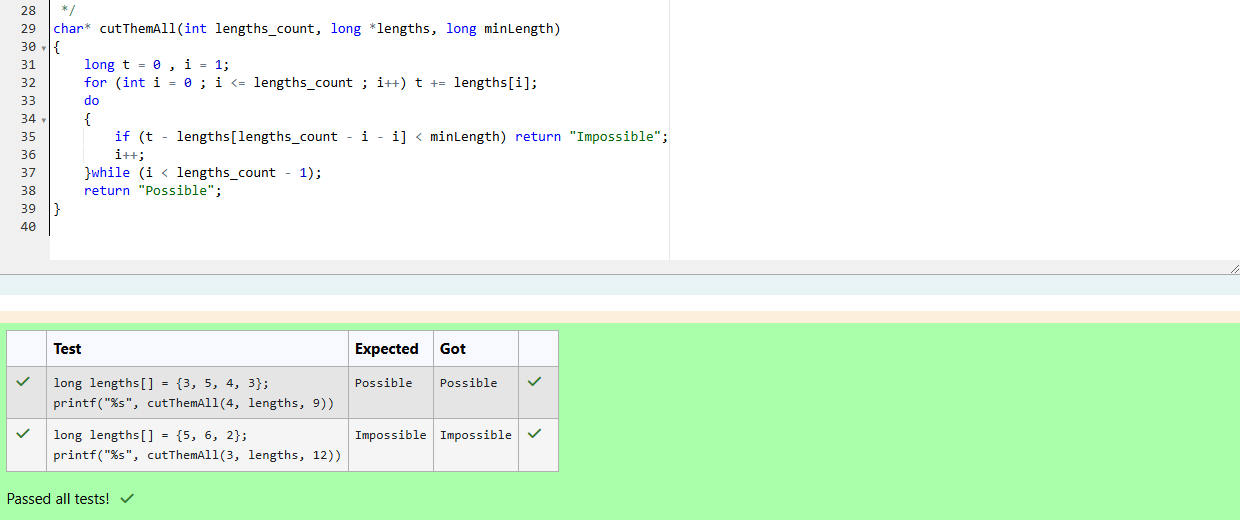 28  */
29 char* cutThemAll(int lengths_count, long *lengths, long minLength)
30 {
31     long t = 0 , i = 1;
32     for (int i = 0 ; i <= lengths_count ; i++) t += lengths[i];
33     do
34     {
35         if (t - lengths[lengths_count - i - i] < minLength) return "Impossible";
36         i++;
37     }while (i < lengths_count - 1);
38     return "Possible";
39 }
40
Test Expected Got
long lengths[] = {3, 5, 4, 3}; Possible Possible
printf("%s", cutThemAll(4, lengths, 9))
long lengths[] = {5, 6, 2}; Impossible Impossible
printf("%s", cutThemAll(3, lengths, 12))
Passed all tests!